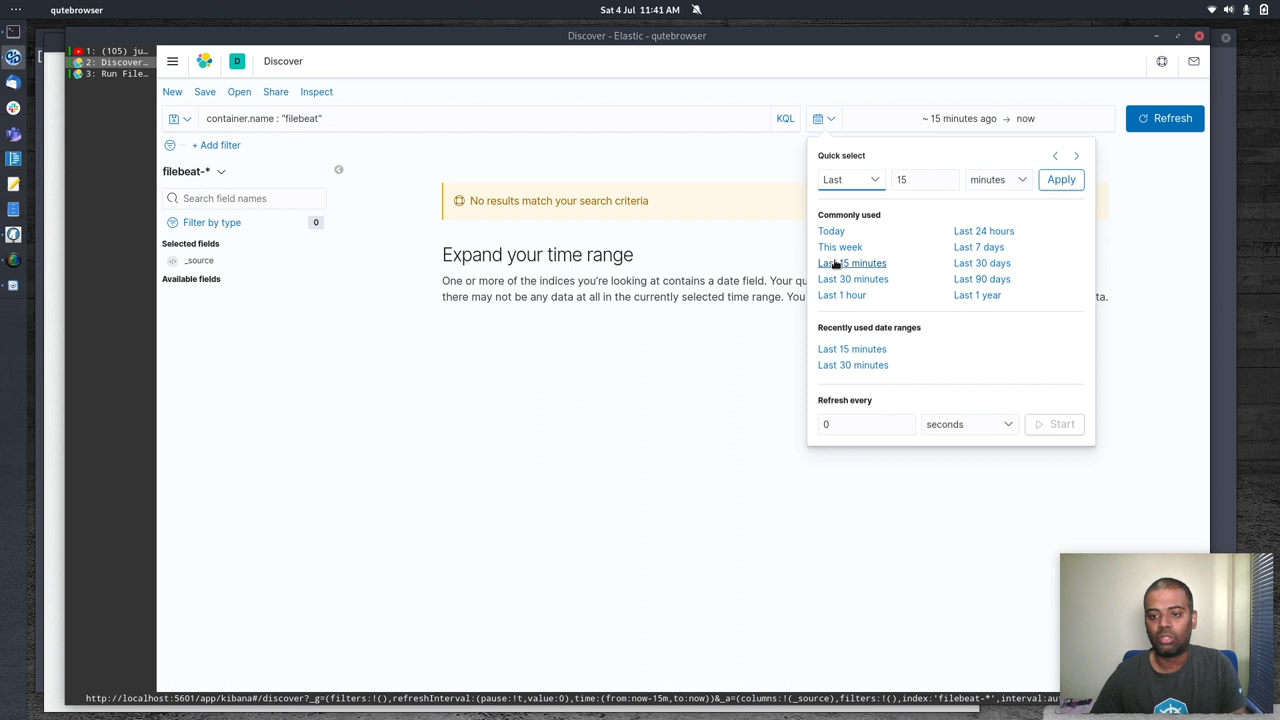 qutebrowser
Sat 4 Jul 11:41 AM
Discover - Elastic - qutebrowser
1: (105) ju…
2: Discover…
3: Run File…
D
Discover
New
Save
Open
Share
Inspect
container.name : "filebeat"
KQL
~ 15 minutes ago → now
Refresh
+ Add filter
filebeat-*
Search field names
Filter by type
0
Selected fields
_source
Available fields
No results match your search criteria
Expand your time range
One or more of the indices you're looking at contains a date field. Your qu
there may not be any data at all in the currently selected time range. You
ta.
Quick select
Last
15
minutes
Apply
Commonly used
Today
Last 24 hours
This week
Last 7 days
Last 15 minutes
Last 30 days
Last 30 minutes
Last 90 days
Last 1 hour
Last 1 year
Recently used date ranges
Last 15 minutes
Last 30 minutes
Refresh every
0
seconds
Start
http://localhost:5601/app/kibana#/discover?_g=(filters:!(),refreshInterval:(pause:!t,value:0),time:(from:now-15m,to:now))&_a=(columns:!(_source),filters:!(),index:'filebeat-*',interval:au